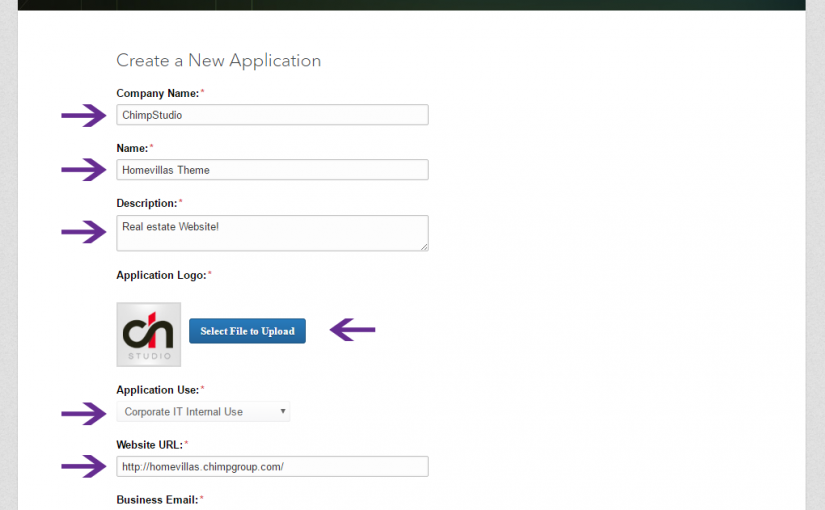 Create a New Application
Company Name:*
ChimpStudio
Name:*
Homevillas Theme
Description:*
Real estate Website!
Application Logo:*
ch
STUDIO
Select File to Upload
Application Use:*
Corporate IT Internal Use
Website URL:*
http://homevillas.chimpgroup.com/
Business Email:*